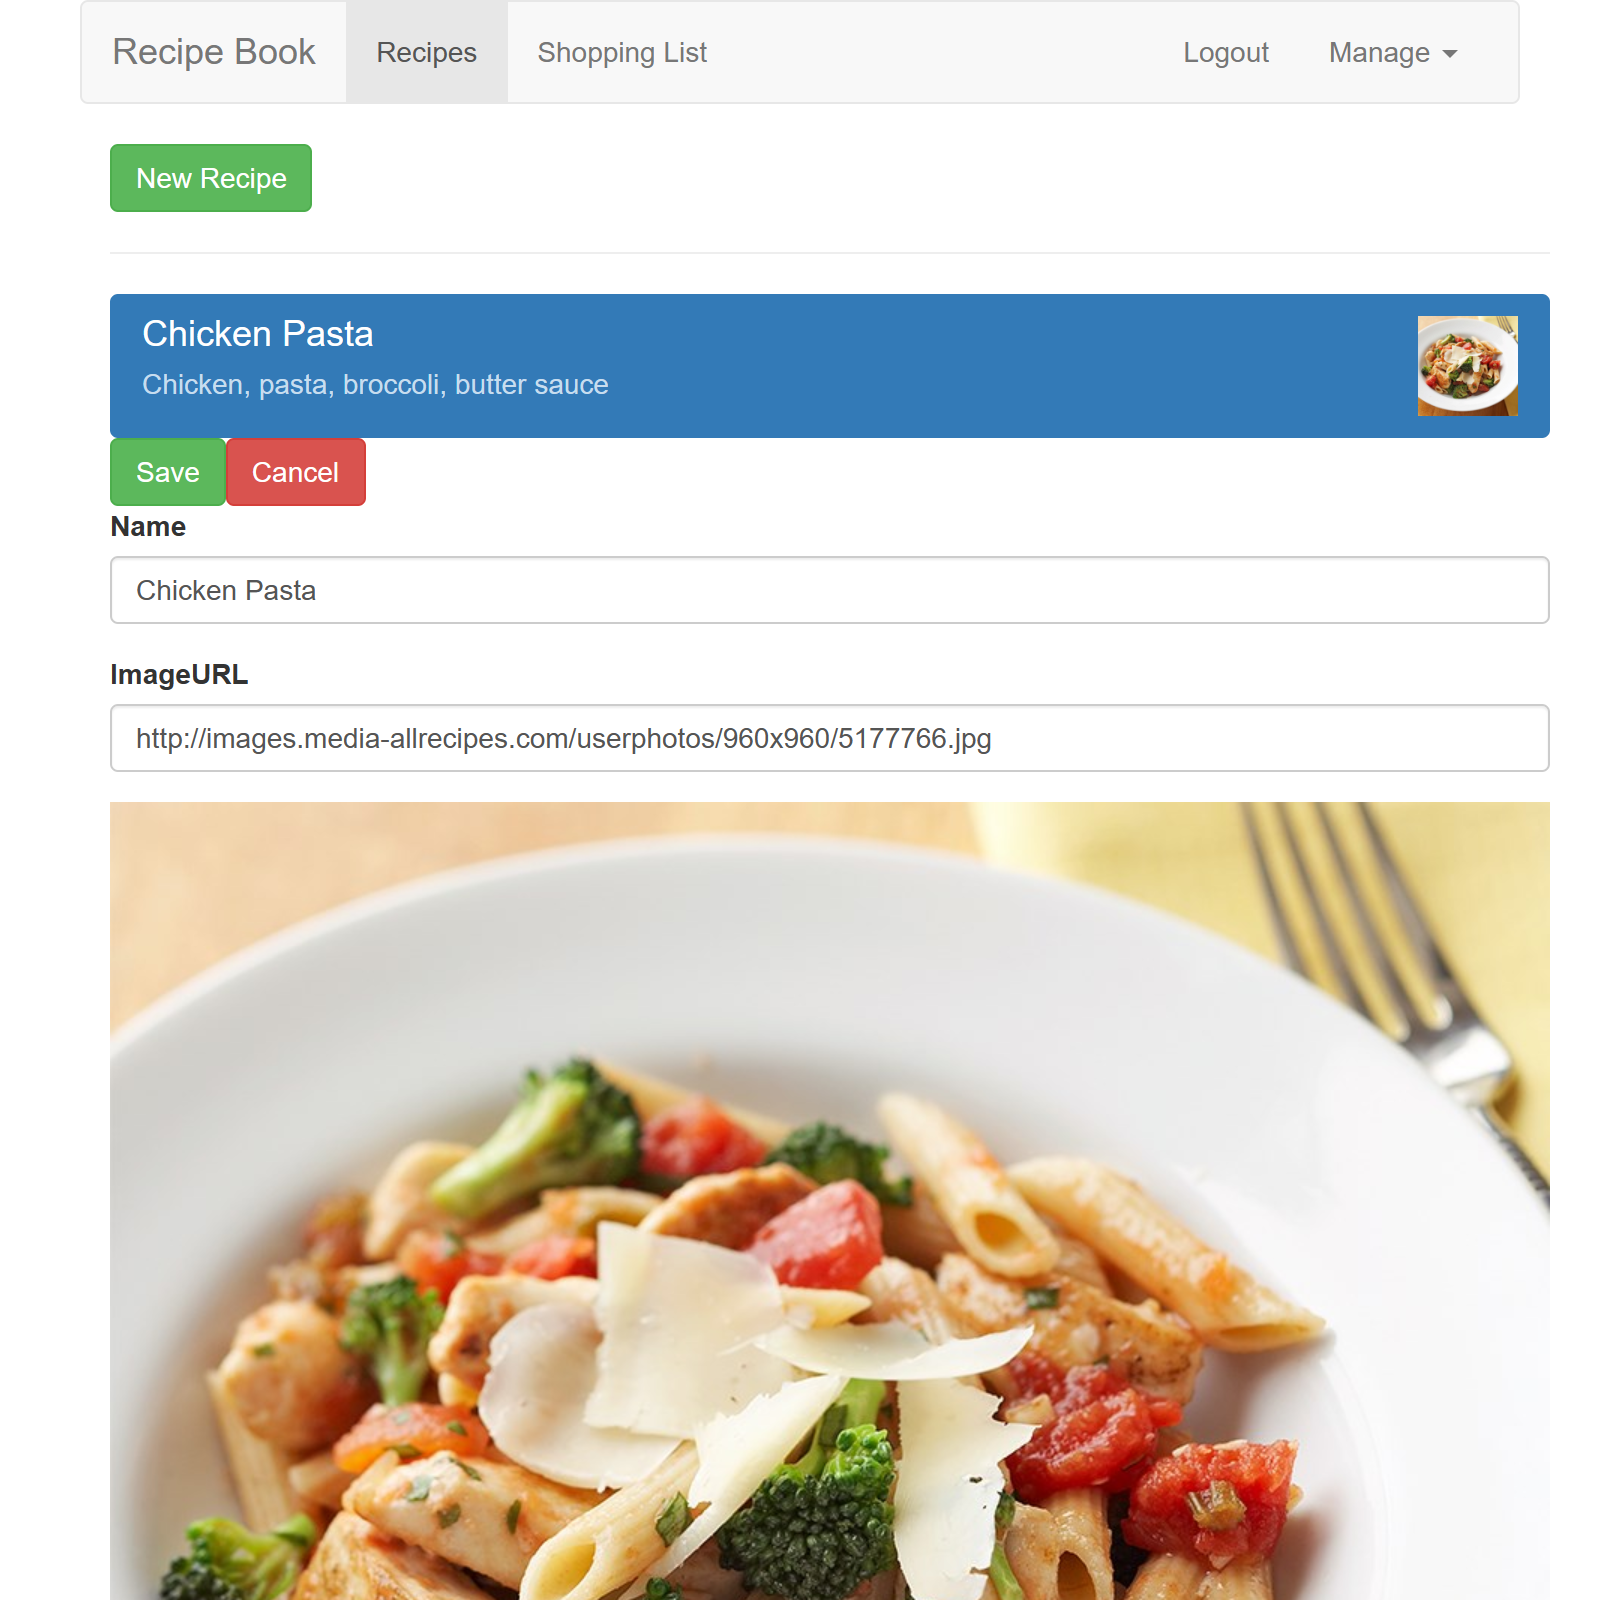 Recipe Book Recipes Shopping List Logout Manage
New Recipe
Chicken Pasta
Chicken, pasta, broccoli, butter sauce
Save Cancel
Name
Chicken Pasta
ImageURL
http://images.media-allrecipes.com/userphotos/960x960/5177766.jpg